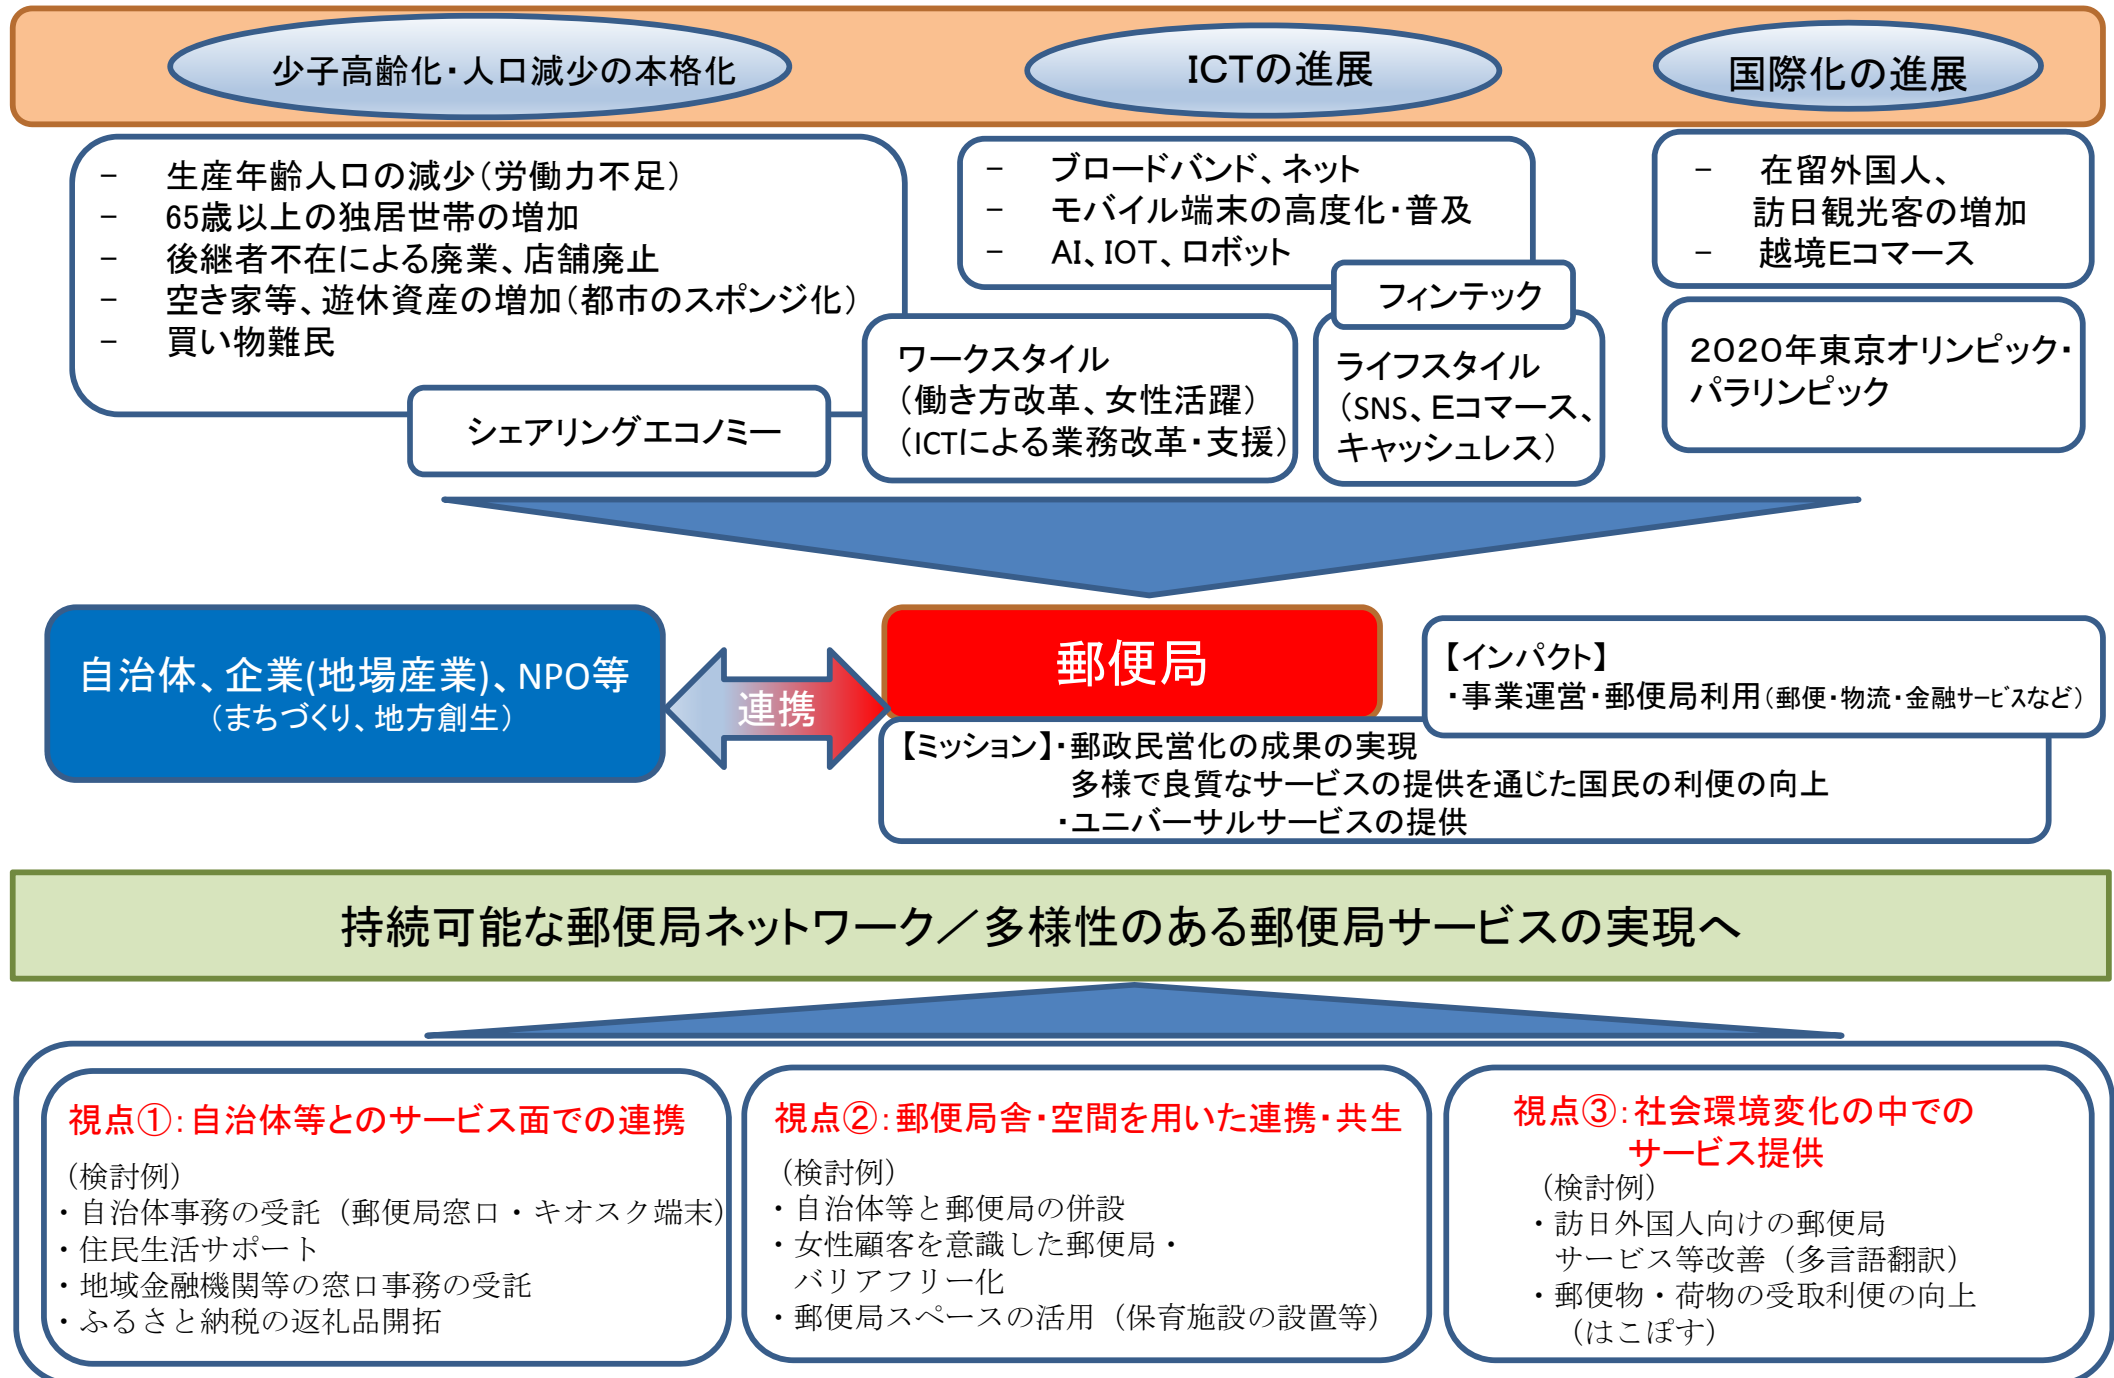 少子高齢化・人口減少の本格化
ICTの進展
国際化の進展
－ 生産年齢人口の減少（労働力不足）
－ 65歳以上の独居世帯の増加
－ 後継者不在による廃業、店舗廃止
－ 空き家等、遊休資産の増加（都市のスポンジ化）
－ 買い物難民
シェアリングエコノミー
－ ブロードバンド、ネット
－ モバイル端末の高度化・普及
－ AI、IOT、ロボット
フィンテック
ワークスタイル
（働き方改革、女性活躍）
（ICTによる業務改革・支援）
ライフスタイル
（SNS、Eコマース、
キャッシュレス）
－ 在留外国人、
訪日観光客の増加
－ 越境Eコマース
２０２０年東京オリンピック・
パラリンピック
自治体、企業(地場産業)、NPO等
（まちづくり、地方創生）
連携
郵便局
【インパクト】
・事業運営・郵便局利用（郵便・物流・金融サービスなど）
【ミッション】・郵政民営化の成果の実現
多様で良質なサービスの提供を通じた国民の利便の向上
・ユニバーサルサービスの提供
持続可能な郵便局ネットワーク／多様性のある郵便局サービスの実現へ
視点①：自治体等とのサービス面での連携
（検討例）
・自治体事務の受託（郵便局窓口・キオスク端末）
・住民生活サポート
・地域金融機関等の窓口事務の受託
・ふるさと納税の返礼品開拓
視点②：郵便局舎・空間を用いた連携・共生
（検討例）
・自治体等と郵便局の併設
・女性顧客を意識した郵便局・
バリアフリー化
・郵便局スペースの活用（保育施設の設置等）
視点③：社会環境変化の中での
サービス提供
（検討例）
・訪日外国人向けの郵便局
サービス等改善（多言語翻訳）
・郵便物・荷物の受取利便の向上
（はこぽす）